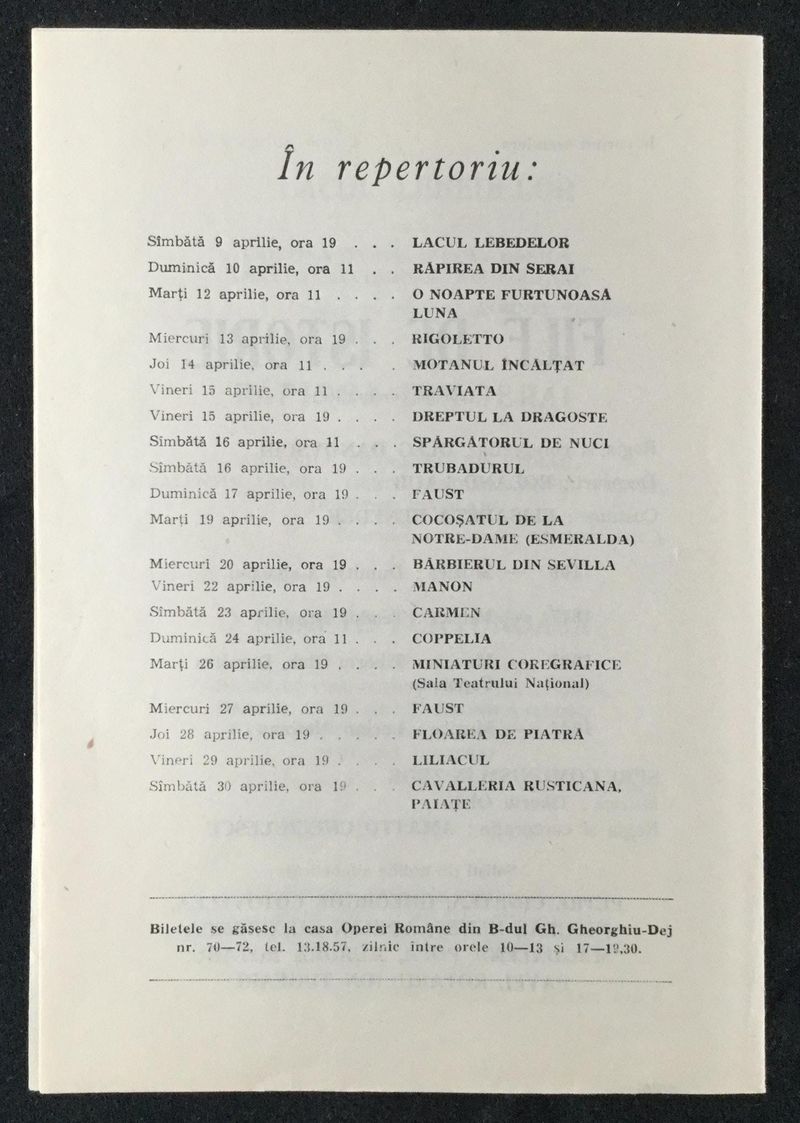 În repertoriu:
Sîmbătă 9 aprilie, ora 19 . . . LACUL LEBEDELOR
Duminică 10 aprilie, ora 11 . . RĂPIREA DIN SERAI
Marți 12 aprilie, ora 11 . . . . O NOAPTE FURTUNOASĂ
LUNA
Miercuri 13 aprilie, ora 19 . . . RIGOLETTO
Joi 14 aprilie, ora 11 . . . . MOTANUL ÎNCĂLȚAT
Vineri 15 aprilie, ora 11 . . . . TRAVIATA
Vineri 15 aprilie, ora 19 . . . . DREPTUL LA DRAGOSTE
Sîmbătă 16 aprilie, ora 11 . . . SPĂRGĂTORUL DE NUCI
Sîmbătă 16 aprilie, ora 19 . . . TRUBADURUL
Duminică 17 aprilie, ora 19 . . . FAUST
Marți 19 aprilie, ora 19 . . . . COCOȘATUL DE LA
NOTRE-DAME (ESMERALDA)
Miercuri 20 aprilie, ora 19 . . . BĂRBIERUL DIN SEVILLA
Vineri 22 aprilie, ora 19 . . . . MANON
Sîmbătă 23 aprilie, ora 19 . . . CARMEN
Duminică 24 aprilie, ora 11 . . . COPPELIA
Marți 26 aprilie, ora 19 . . . . MINIATURI COREGRAFICE
(Sala Teatrului Național)
Miercuri 27 aprilie, ora 19 . . . FAUST
Joi 28 aprilie, ora 19 . . . . . FLOAREA DE PIATRĂ
Vineri 29 aprilie, ora 19 . . . . LILIACUL
Sîmbătă 30 aprilie, ora 19 . . . CAVALLERIA RUSTICANA,
PAIAȚE
Biletele se găsesc la casa Operei Române din B-dul Gh. Gheorghiu-Dej
nr. 70—72, tel. 13.18.57, zilnic între orele 10—13 și